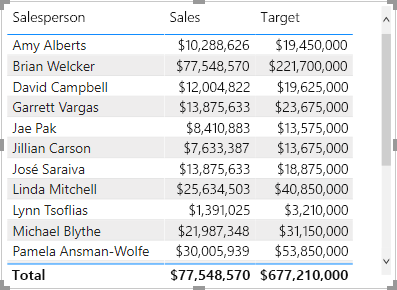 Salesperson Sales Target
Amy Alberts $10,288,626 $19,450,000
Brian Welcker $77,548,570 $221,700,000
David Campbell $12,004,822 $19,625,000
Garrett Vargas $13,875,633 $23,675,000
Jae Pak $8,410,883 $13,575,000
Jillian Carson $7,633,387 $13,675,000
José Saraiva $13,875,633 $18,875,000
Linda Mitchell $25,634,503 $40,850,000
Lynn Tsoflias $1,391,025 $3,210,000
Michael Blythe $21,987,348 $31,150,000
Pamela Ansman-Wolfe $30,005,939 $53,850,000
Total $77,548,570 $677,210,000